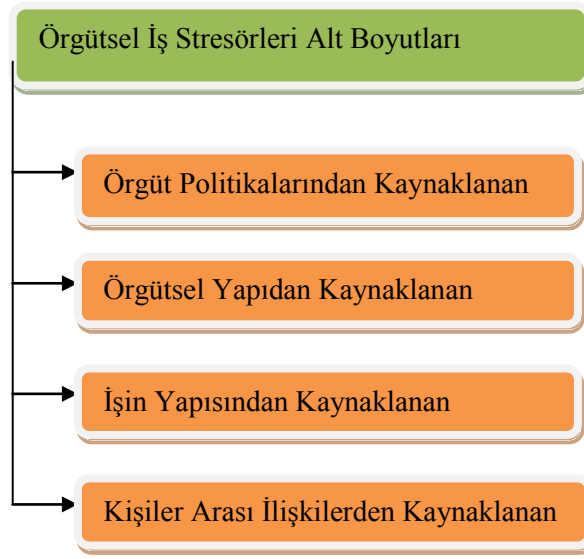 Örgütsel İş Stresörleri Alt Boyutları
Örgüt Politikalarından Kaynaklanan
Örgütsel Yapıdan Kaynaklanan
İşin Yapısından Kaynaklanan
Kişiler Arası İlişkilerden Kaynaklanan